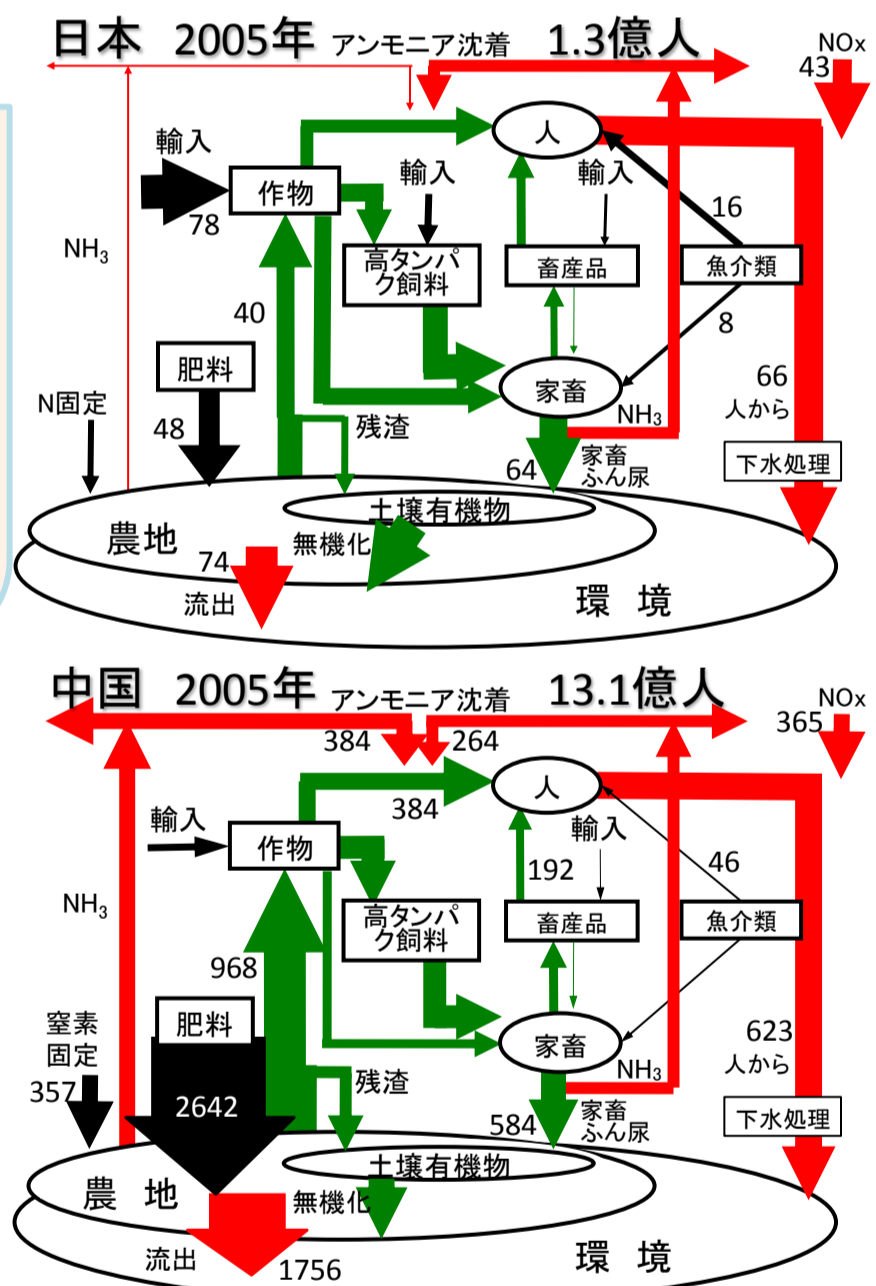 日本 2005年 アンモニア沈着 1.3億人
NOx
43
人
輸入
作物
輸入
輸入
78
16
NH₃
高タンパ
ク飼料
畜産品
魚介類
40
8
肥料
家畜
66
人から
N固定
48
残渣
NH₃
家畜
ふん尿
64
下水処理
土壌有機物
農地
無機化
74
流出
環 境
中国 2005年 アンモニア沈着 13.1億人
NOx
365
384
264
人
384
輸入
作物
輸入
192
46
NH₃
高タンパ
ク飼料
畜産品
魚介類
968
肥料
窒素
固定
家畜
623
人から
357
2642
残渣
NH₃
584
家畜
ふん尿
下水処理
土壌有機物
農 地
無機化
流出
1756
環 境